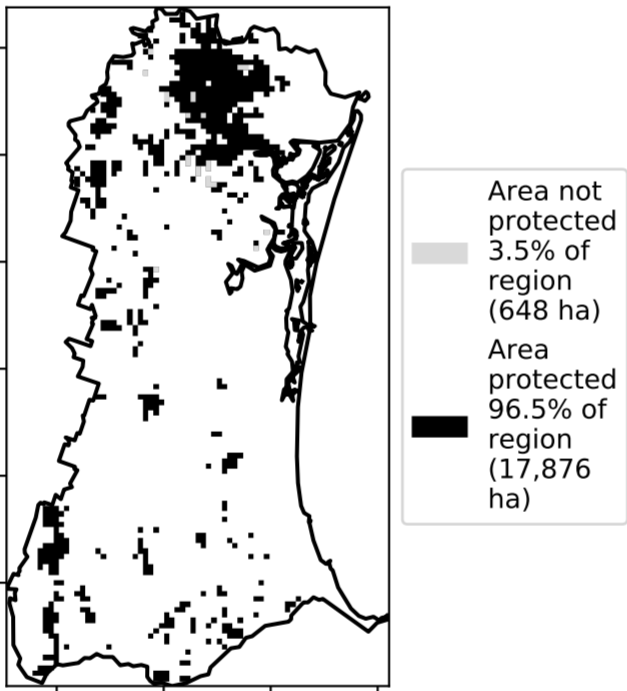 Area not
protected
3.5% of
region
(648 ha)
Area
protected
96.5% of
region
(17,876
ha)